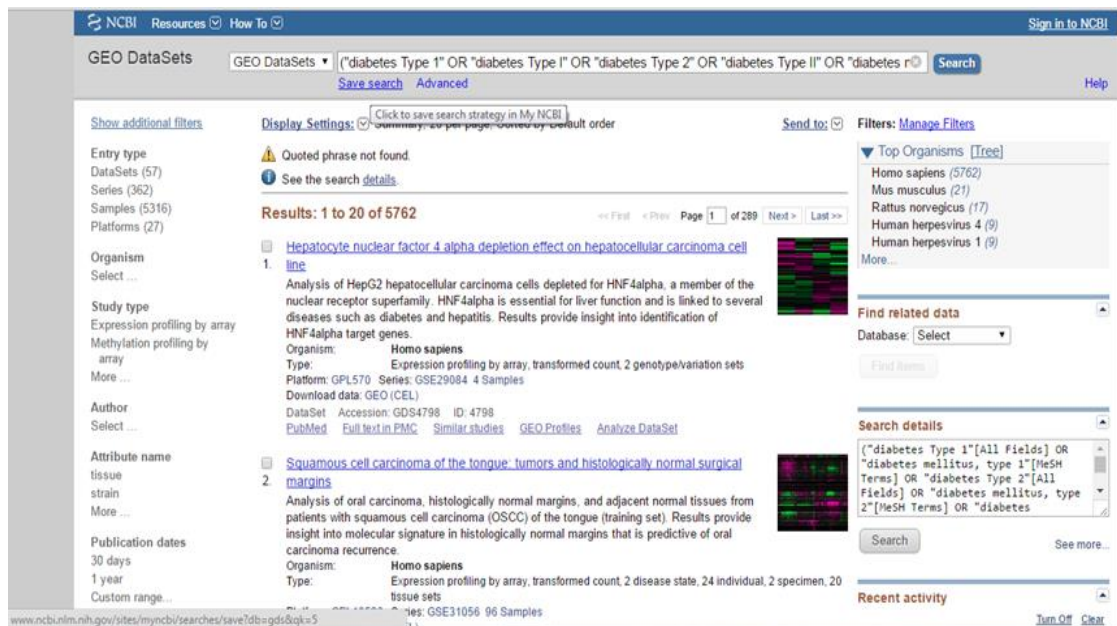 NCBI Resources How To Sign in to NCBI
GEO DataSets GEO DataSets ("diabetes Type 1" OR "diabetes Type I" OR "diabetes Type 2" OR "diabetes Type II" OR "diabetes Search
Save search Advanced Help
Click to save search strategy in My NCBI
Show additional filters
Entry type
DataSets (57)
Series (362)
Samples (5316)
Platforms (27)
Organism
Select ...
Study type
Expression profiling by array
Methylation profiling by
array
More ...
Author
Select ...
Attribute name
tissue
strain
More ...
Publication dates
30 days
1 year
Custom range...
Display Settings: Summary, 20 per page, Sorted by Default order Send to:
Quoted phrase not found.
See the search details.
Results: 1 to 20 of 5762 << First < Prev Page 1 of 289 Next > Last >>
Hepatocyte nuclear factor 4 alpha depletion effect on hepatocellular carcinoma cell
1. line
Analysis of HepG2 hepatocellular carcinoma cells depleted for HNF4alpha, a member of the
nuclear receptor superfamily. HNF4alpha is essential for liver function and is linked to several
diseases such as diabetes and hepatitis. Results provide insight into identification of
HNF4alpha target genes.
Organism: Homo sapiens
Type: Expression profiling by array, transformed count, 2 genotype/variation sets
Platform: GPL570 Series: GSE29084 4 Samples
Download data: GEO (CEL)
DataSet Accession: GDS4798 ID: 4798
PubMed Full text in PMC Similar studies GEO Profiles Analyze DataSet
Squamous cell carcinoma of the tongue: tumors and histologically normal surgical
2. margins
Analysis of oral carcinoma, histologically normal margins, and adjacent normal tissues from
patients with squamous cell carcinoma (OSCC) of the tongue (training set). Results provide
insight into molecular signature in histologically normal margins that is predictive of oral
carcinoma recurrence.
Organism: Homo sapiens
Type: Expression profiling by array, transformed count, 2 disease state, 24 individual, 2 specimen, 20
tissue sets
GSE31056 96 Samples
Filters: Manage Filters
Top Organisms [Tree]
Homo sapiens (5762)
Mus musculus (21)
Rattus norvegicus (17)
Human herpesvirus 4 (9)
Human herpesvirus 1 (9)
More...
Find related data
Database: Select
Find items
Search details
("diabetes Type 1"[All Fields] OR
"diabetes mellitus, type 1"[MeSH
Terms] OR "diabetes Type 2"[All
Fields] OR "diabetes mellitus, type
2"[MeSH Terms] OR "diabetes
Search See more...
Recent activity
Turn Off Clear
www.ncbi.nlm.nih.gov/sites/myncbi/searches/save?db=gds&qk=5